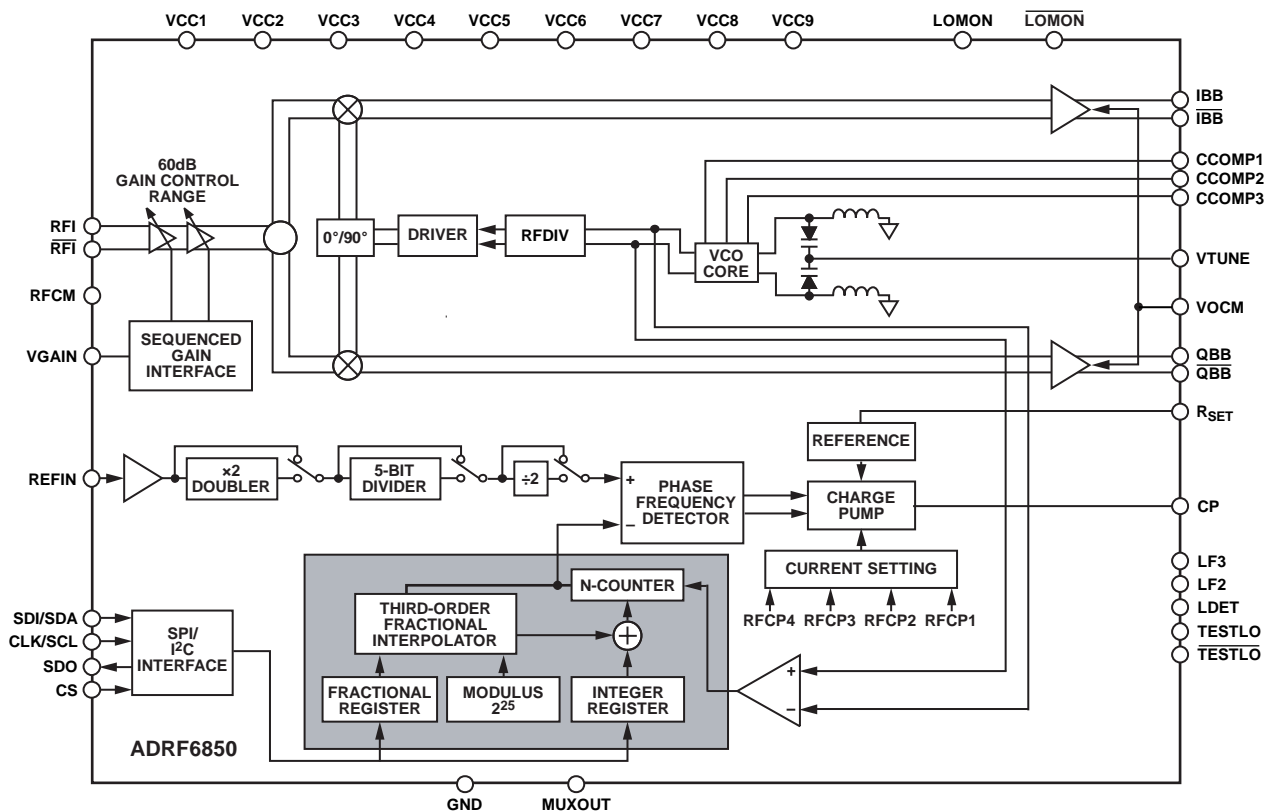 VCC1 VCC2 VCC3 VCC4 VCC5 VCC6 VCC7 VCC8 VCC9 LOMON LOMON
IBB
IBB
60dB
GAIN CONTROL
RANGE
CCOMP1
CCOMP2
CCOMP3
RFI
RFI
0°/90°
DRIVER
RFDIV
VCO
CORE
VTUNE
RFCM
VOCM
VGAIN
SEQUENCED
GAIN
INTERFACE
QBB
QBB
RSET
REFERENCE
REFIN
×2
DOUBLER
5-BIT
DIVIDER
÷2
+
–
PHASE
FREQUENCY
DETECTOR
CHARGE
PUMP
CP
CURRENT SETTING
RFCP4 RFCP3 RFCP2 RFCP1
LF3
LF2
LDET
TESTLO
TESTLO
N-COUNTER
THIRD-ORDER
FRACTIONAL
INTERPOLATOR
+
SDI/SDA
CLK/SCL
SDO
CS
SPI/
I2C
INTERFACE
FRACTIONAL
REGISTER
MODULUS
225
INTEGER
REGISTER
+
–
ADRF6850
GND MUXOUT